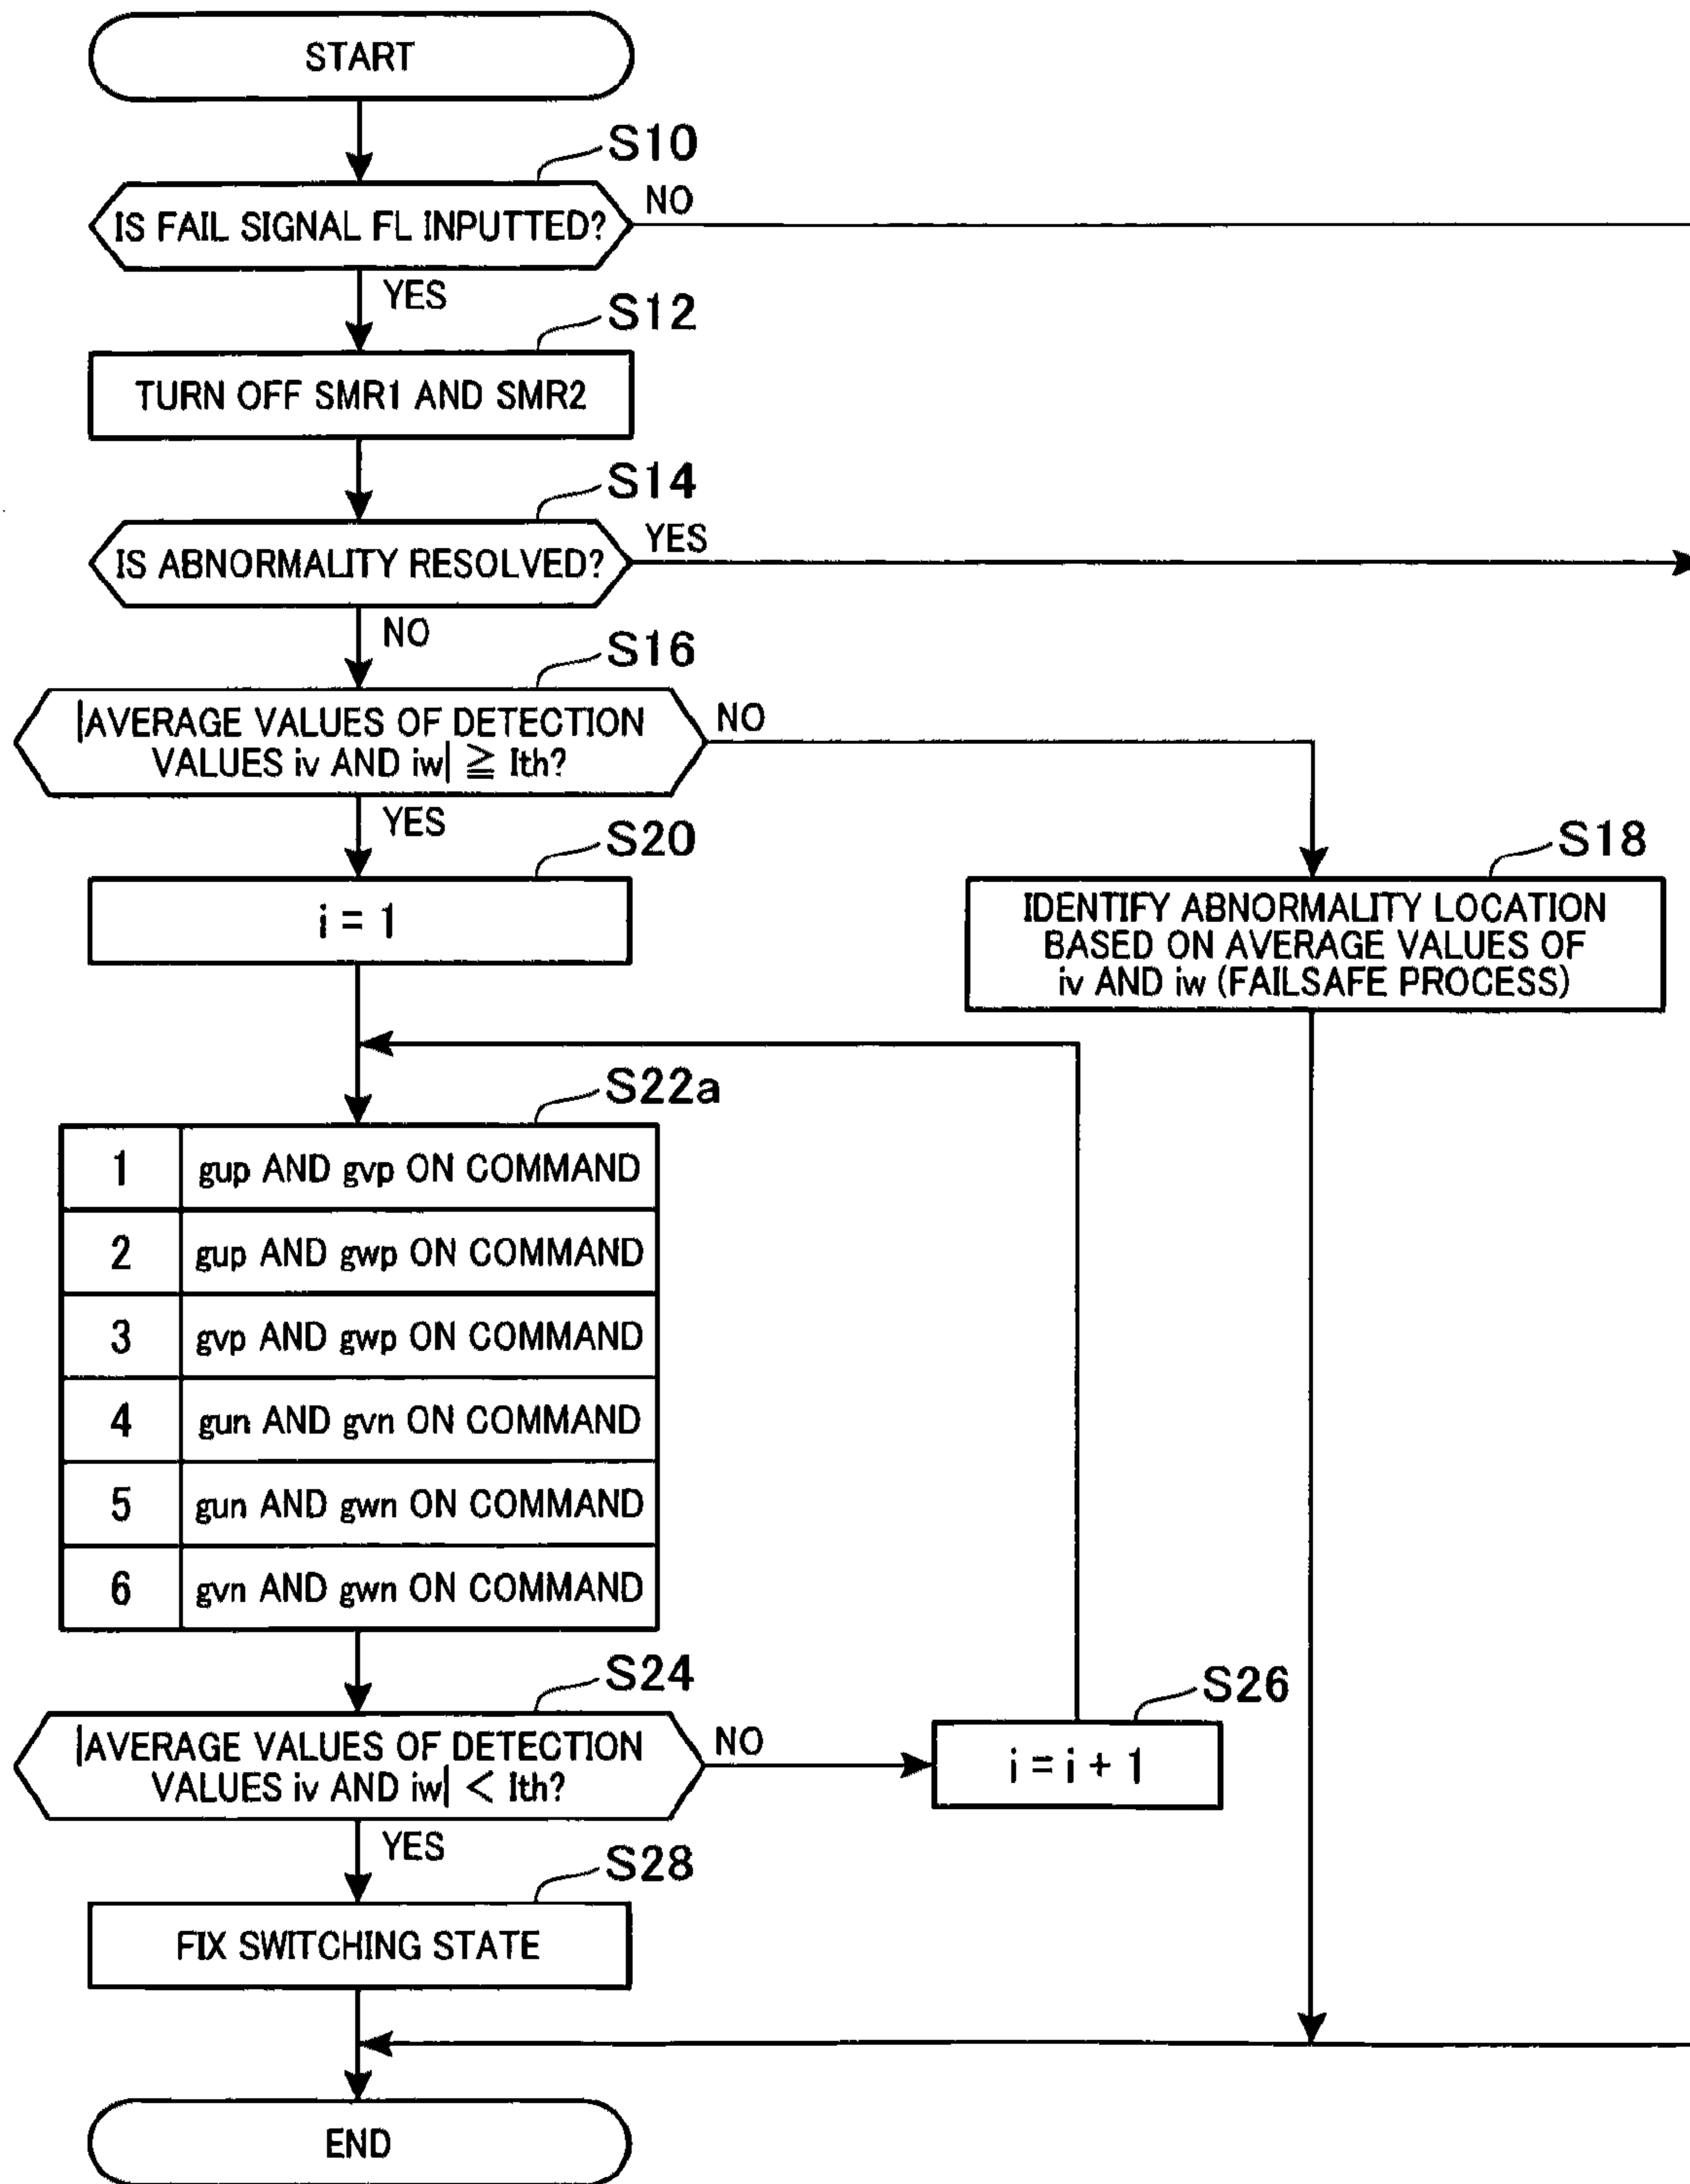 START
S10
IS FAIL SIGNAL FL INPUTTED?
NO
YES
S12
TURN OFF SMR1 AND SMR2
S14
IS ABNORMALITY RESOLVED?
YES
NO
S16
|AVERAGE VALUES OF DETECTION
VALUES iv AND iw| ≧ Ith?
NO
YES
S20
i = 1
S18
IDENTIFY ABNORMALITY LOCATION
BASED ON AVERAGE VALUES OF
iv AND iw (FAILSAFE PROCESS)
S22a
1 gup AND gvp ON COMMAND
2 gup AND gwp ON COMMAND
3 gvp AND gwp ON COMMAND
4 gun AND gvn ON COMMAND
5 gun AND gwn ON COMMAND
6 gvn AND gwn ON COMMAND
S24
|AVERAGE VALUES OF DETECTION
VALUES iv AND iw| < Ith?
NO
YES
S26
i = i + 1
S28
FIX SWITCHING STATE
END